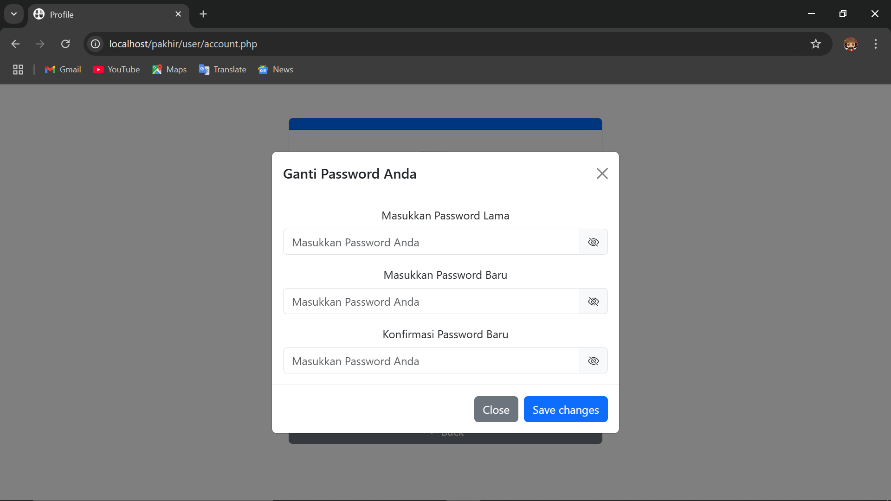 Profile
localhost/pakhir/user/account.php
Gmail YouTube Maps Translate News
Ganti Password Anda
Masukkan Password Lama
Masukkan Password Anda
Masukkan Password Baru
Masukkan Password Anda
Konfirmasi Password Baru
Masukkan Password Anda
Close Save changes